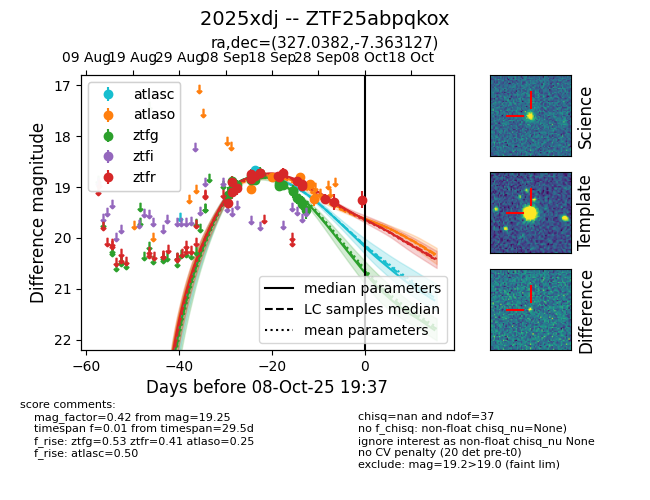 2025xdj -- ZTF25abpqkox
ra,dec=(327.0382,-7.363127)
09 Aug 19 Aug 29 Aug 08 Sep 18 Sep 28 Sep 08 Oct 18 Oct
17
18
19
20
21
22
Difference magnitude
atlasc
atlaso
ztfg
ztfi
ztfr
median parameters
LC samples median
mean parameters
−60 −40 −20 0
Days before 08-Oct-25 19:37
Science
Template
Difference
score comments:
mag_factor=0.42 from mag=19.25
timespan f=0.01 from timespan=29.5d
f_rise: ztfg=0.53 ztfr=0.41 atlaso=0.25
f_rise: atlasc=0.50
chisq=nan and ndof=37
no f_chisq: non-float chisq_nu=None)
ignore interest as non-float chisq_nu None
no CV penalty (20 det pre-t0)
exclude: mag=19.2>19.0 (faint lim)